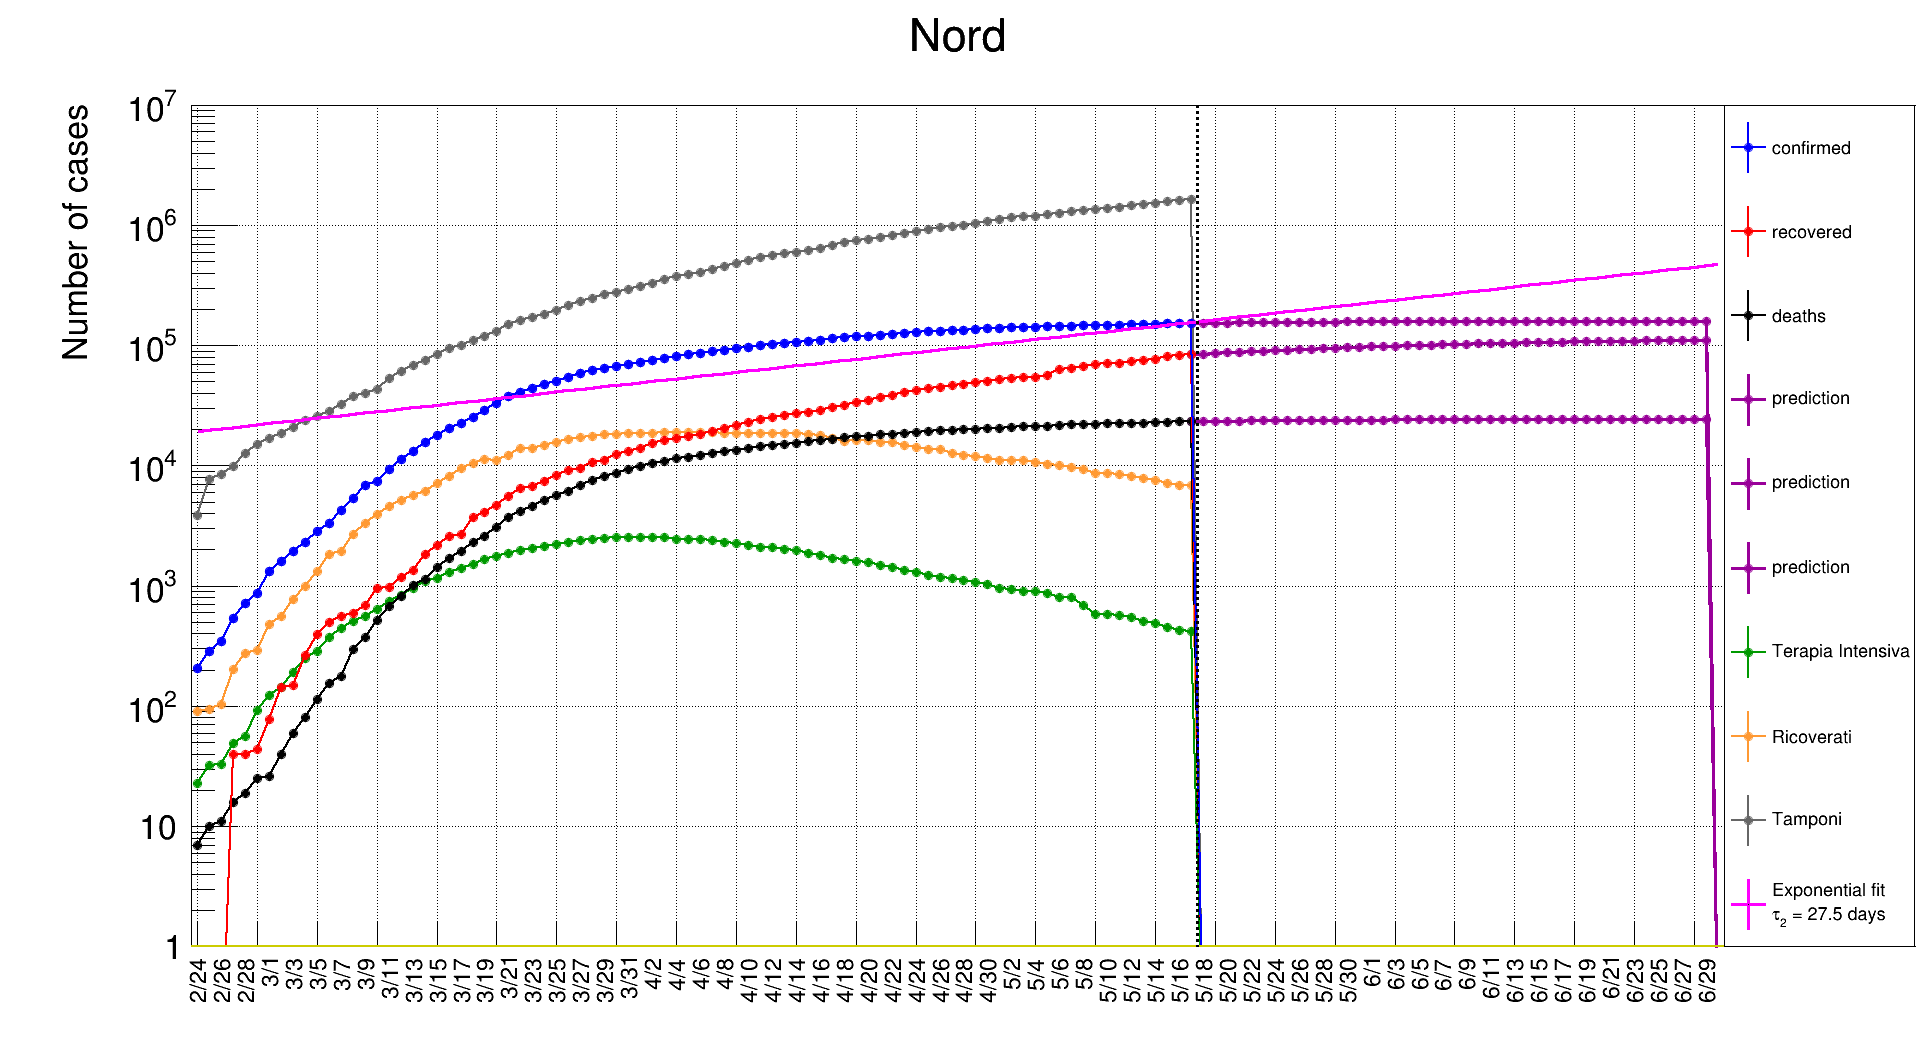 Nord
Number of cases
10^7
10^6
10^5
10^4
10^3
10^2
10
1
2/24 2/26 2/28 3/1 3/3 3/5 3/7 3/9 3/11 3/13 3/15 3/17 3/19 3/21 3/23 3/25 3/27 3/29 3/31 4/2 4/4 4/6 4/8 4/10 4/12 4/14 4/16 4/18 4/20 4/22 4/24 4/26 4/28 4/30 5/2 5/4 5/6 5/8 5/10 5/12 5/14 5/16 5/18 5/20 5/22 5/24 5/26 5/28 5/30 6/1 6/3 6/5 6/7 6/9 6/11 6/13 6/15 6/17 6/19 6/21 6/23 6/25 6/27 6/29
confirmed
recovered
deaths
prediction
prediction
prediction
Terapia Intensiva
Ricoverati
Tamponi
Exponential fit
τ₂ = 27.5 days